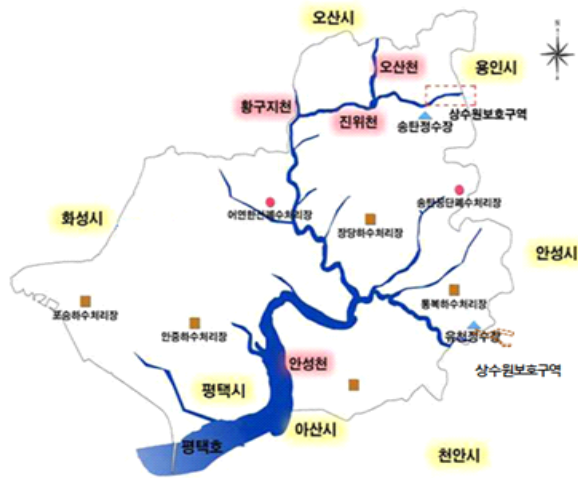 오산시
오산천
용인시
황구지천
진위천
송탄정수장
상수원보호구역
어연한산폐수처리장
송탄공단폐수처리장
장당하수처리장
화성시
안성시
포승하수처리장
안중하수처리장
통복하수처리장
유천정수장
상수원보호구역
안성천
평택시
아산시
평택호
천안시